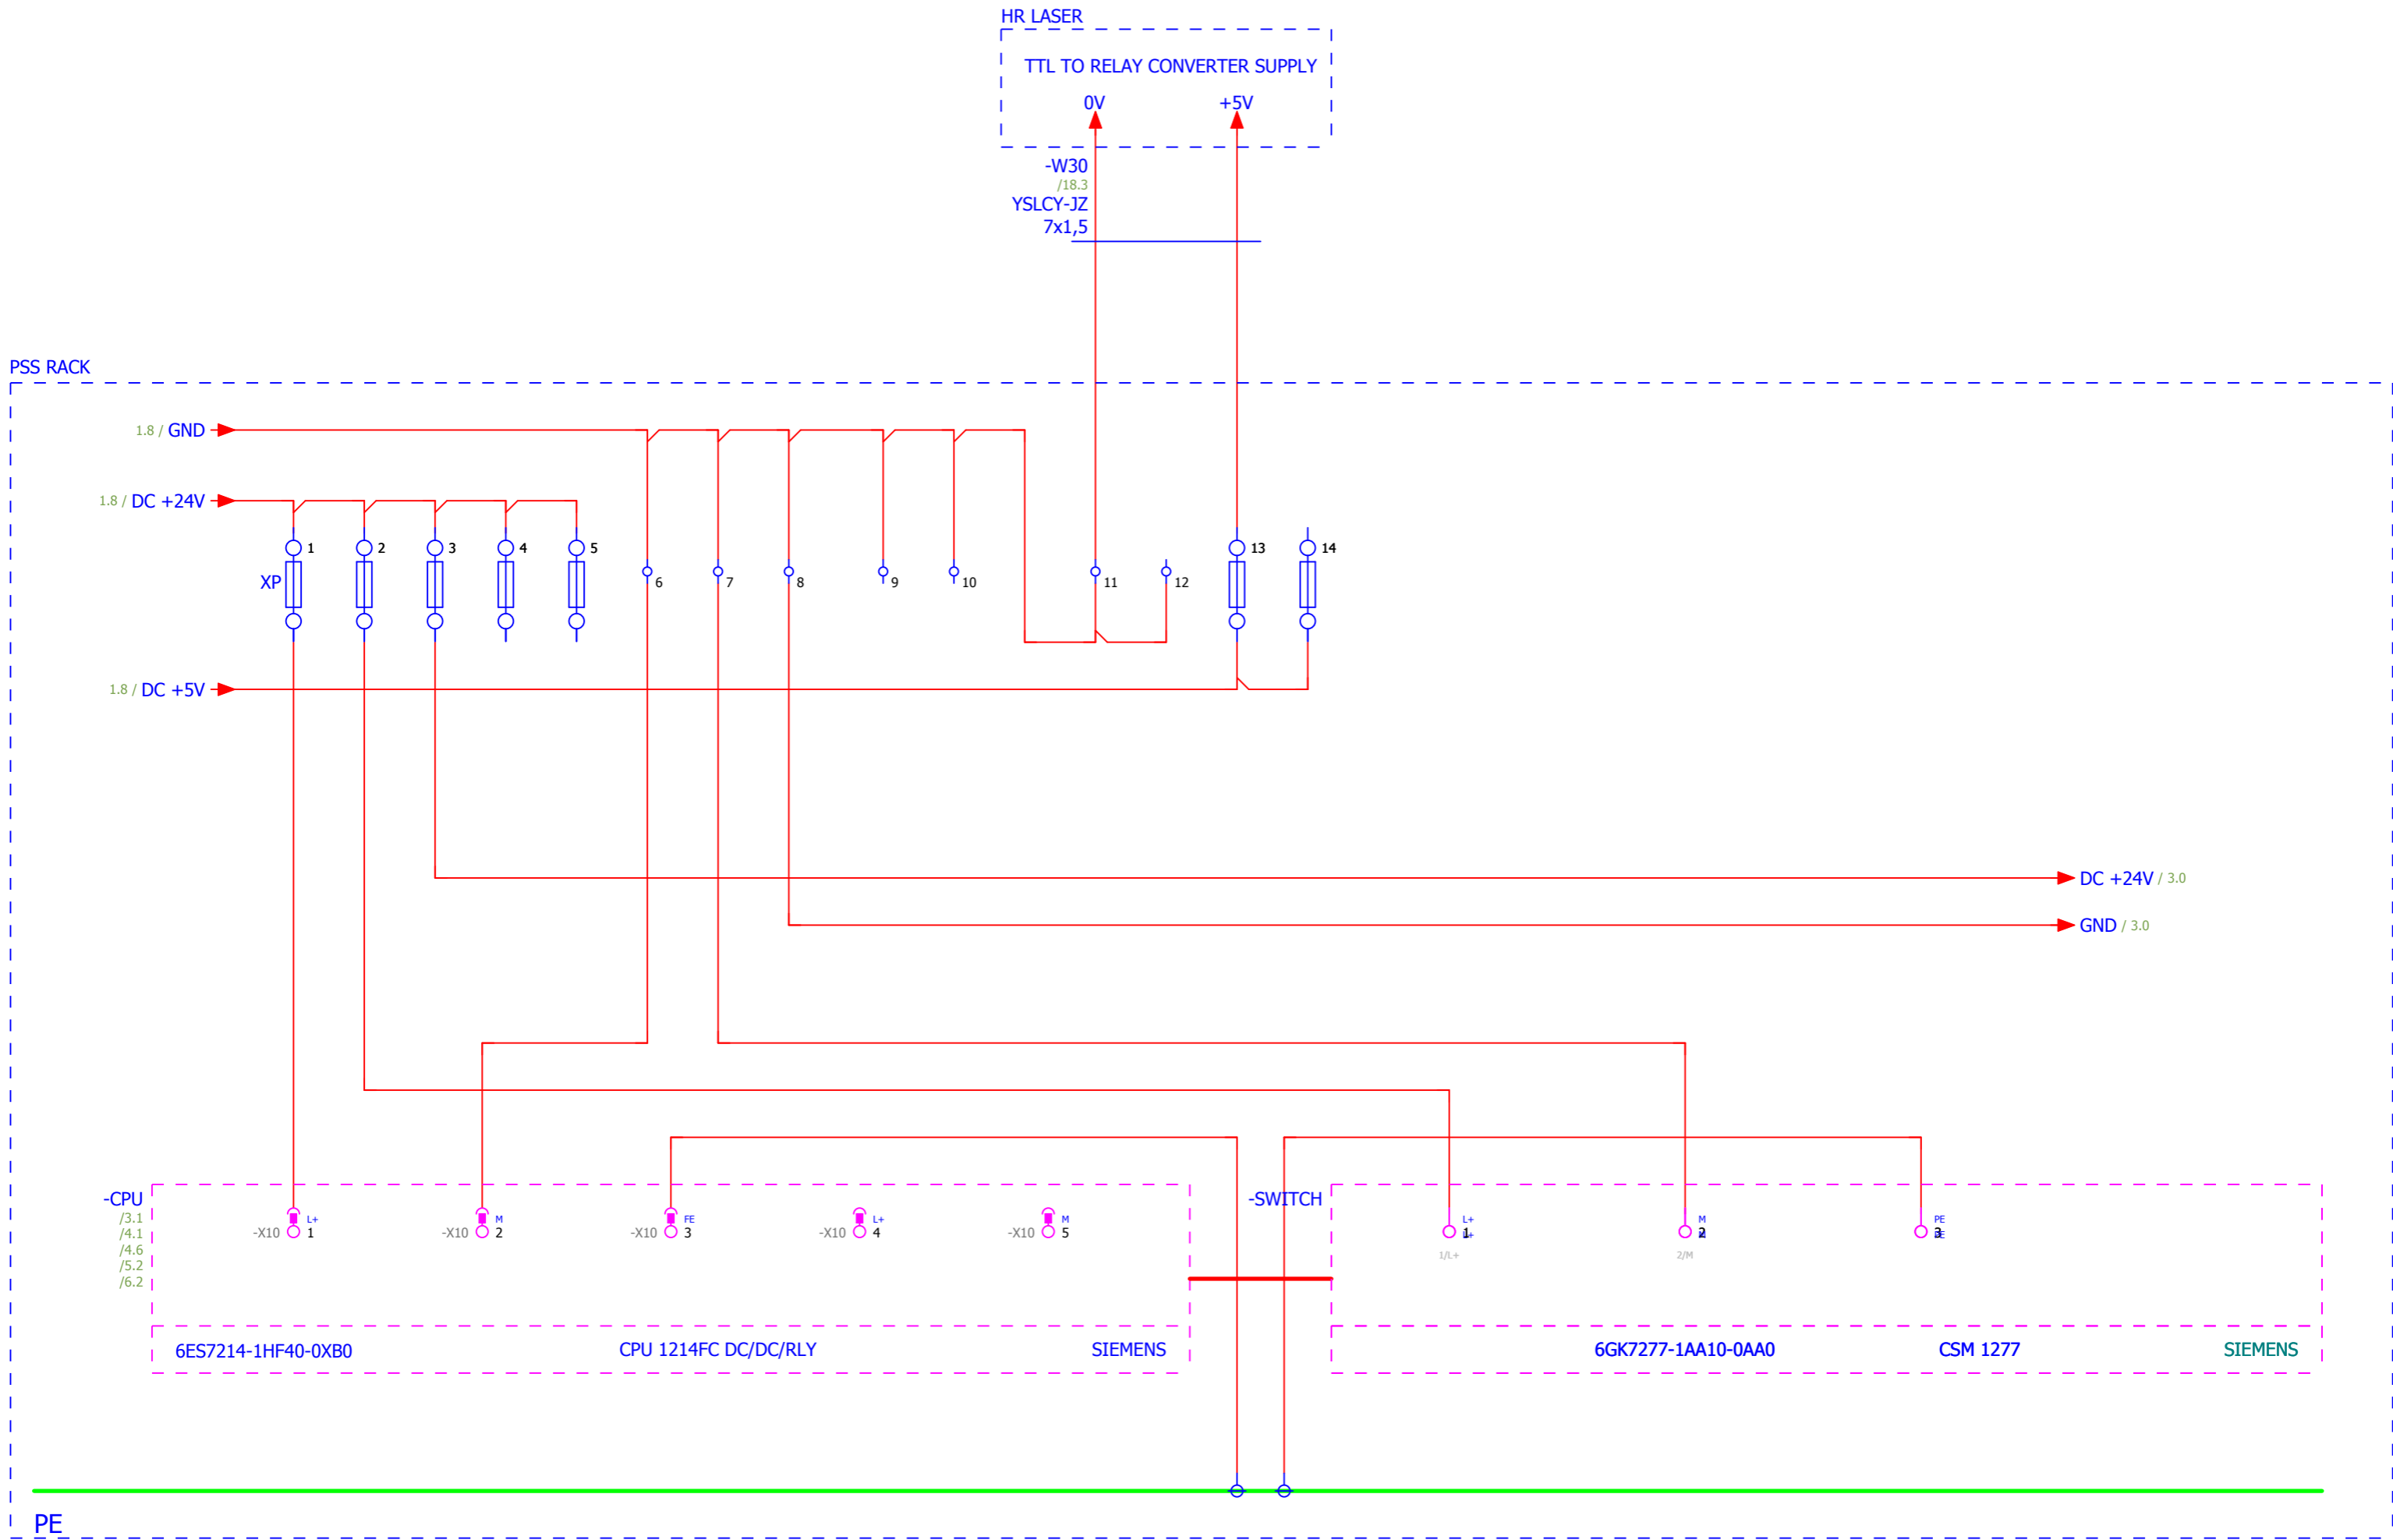 HR LASER
TTL TO RELAY CONVERTER SUPPLY
0V +5V
-W30
/18.3
YSLCY-JZ
7x1,5
PSS RACK
1.8 / GND
1.8 / DC +24V
1 2 3 4 5 13 14
XP 6 7 8 9 10 11 12
1.8 / DC +5V
DC +24V / 3.0
GND / 3.0
-CPU
/3.1
/4.1
/4.6
/5.2
/6.2
L+ M FE L+ M
-X10 1 -X10 2 -X10 3 -X10 4 -X10 5
-SWITCH
L+ M PE
1 2 3
1/L+ 2/M
6ES7214-1HF40-0XB0 CPU 1214FC DC/DC/RLY SIEMENS
6GK7277-1AA10-0AA0 CSM 1277 SIEMENS
PE